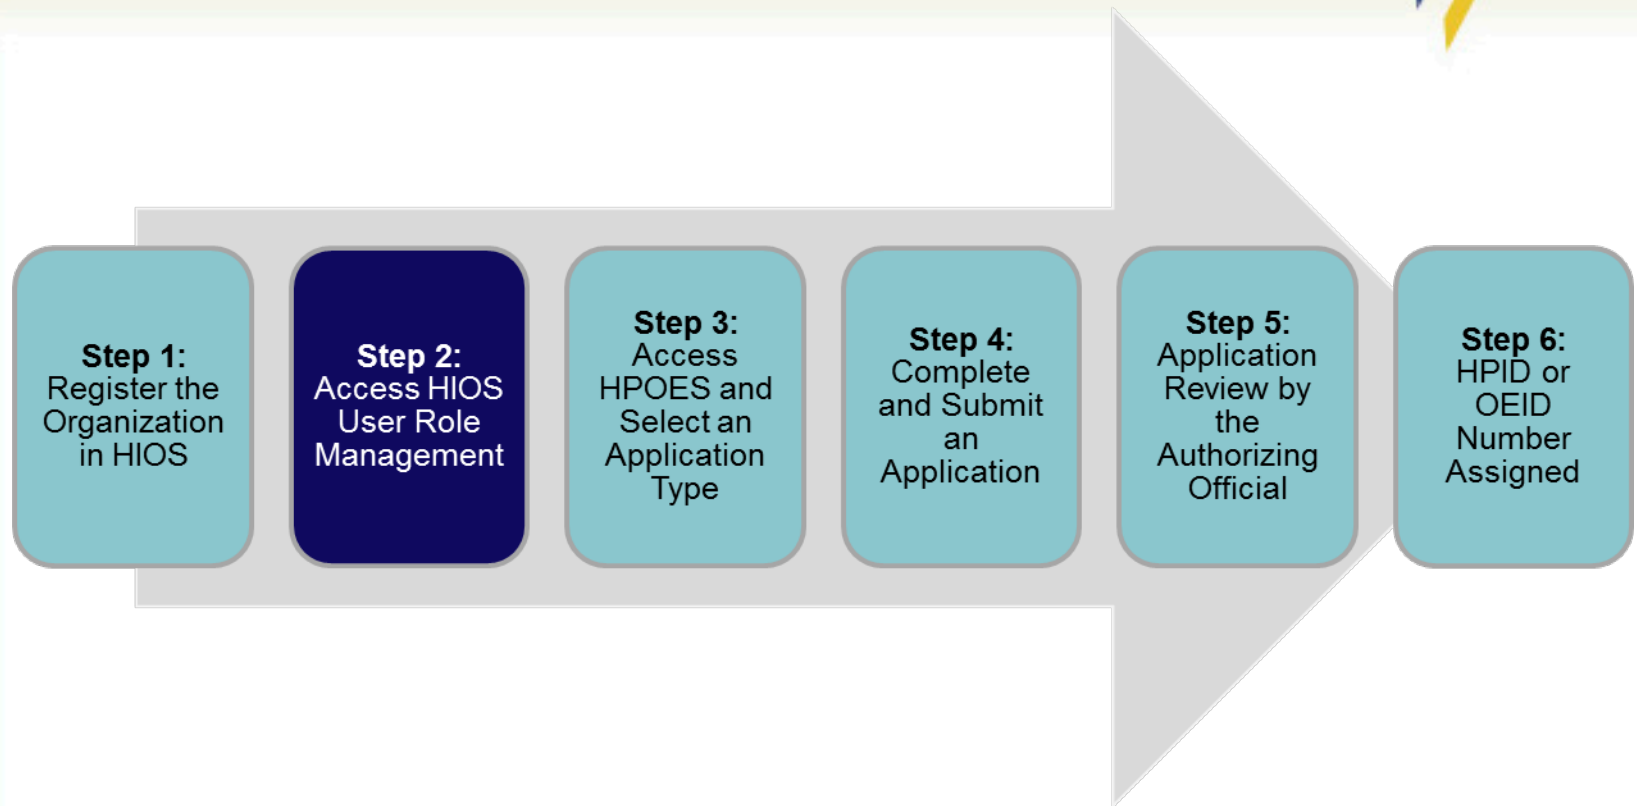 Step 1:
Register the
Organization
in HIOS
Step 2:
Access HIOS
User Role
Management
Step 3:
Access
HPOES and
Select an
Application
Type
Step 4:
Complete
and Submit
an
Application
Step 5:
Application
Review by
the
Authorizing
Official
Step 6:
HPID or
OEID
Number
Assigned